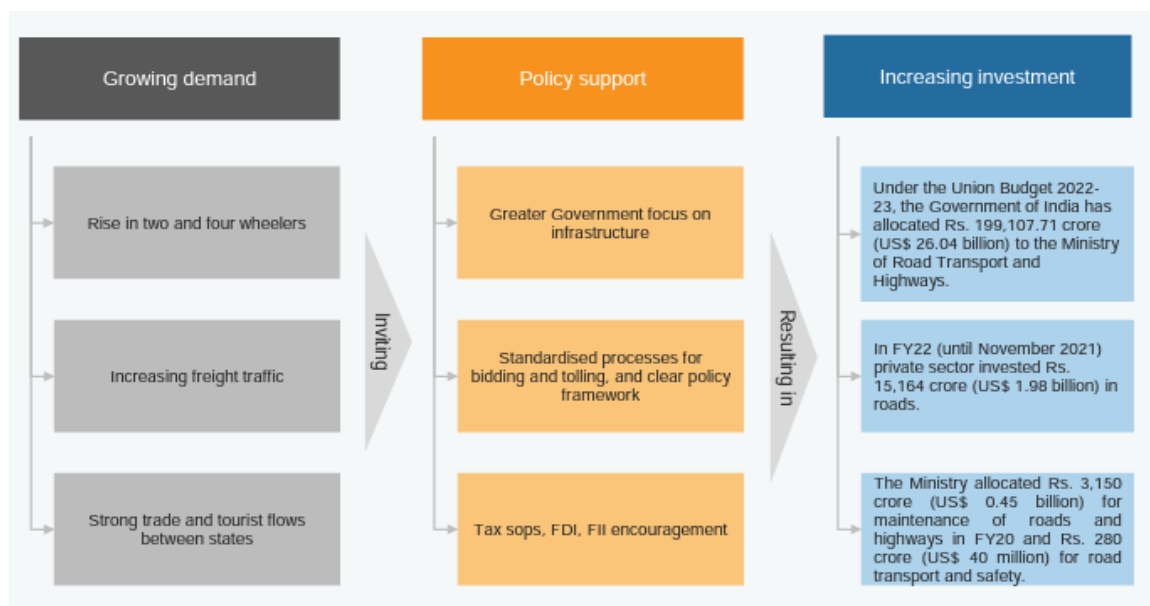 Growing demand
Rise in two and four wheelers
Increasing freight traffic
Strong trade and tourist flows
between states
Inviting
Policy support
Greater Government focus on
infrastructure
Standardised processes for
bidding and tolling, and clear policy
framework
Tax sops, FDI, FII encouragement
Resulting in
Increasing investment
Under the Union Budget 2022-
23, the Government of India has
allocated Rs. 199,107.71 crore
(US$ 26.04 billion) to the Ministry
of Road Transport and
Highways.
In FY22 (until November 2021)
private sector invested Rs.
15,164 crore (US$ 1.98 billion) in
roads.
The Ministry allocated Rs. 3,150
crore (US$ 0.45 billion) for
maintenance of roads and
highways in FY20 and Rs. 280
crore (US$ 40 million) for road
transport and safety.